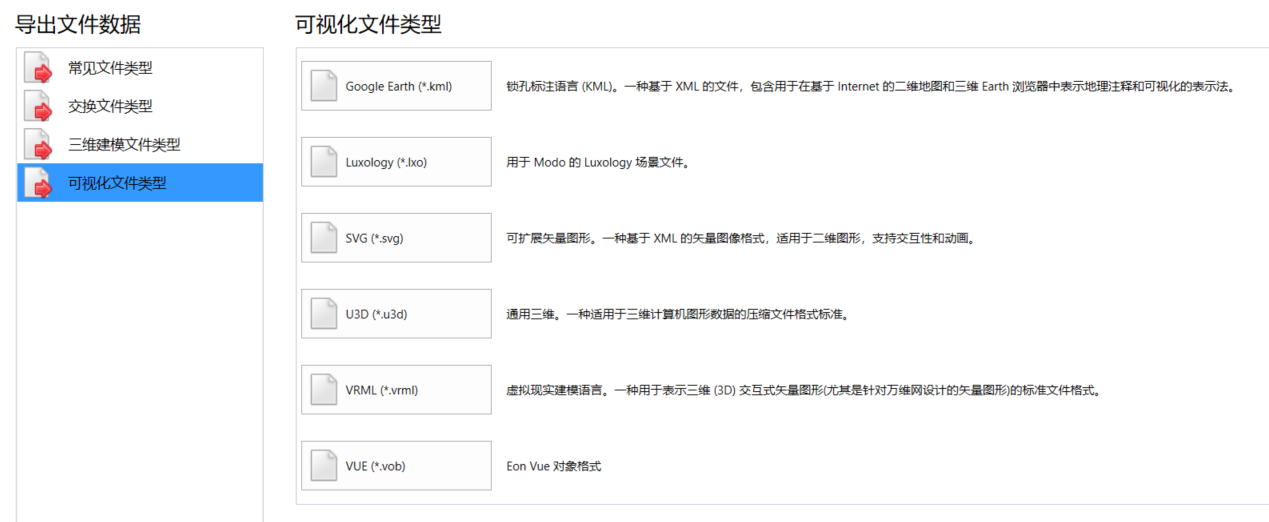 导出文件数据
常见文件类型
交换文件类型
三维建模文件类型
可视化文件类型
可视化文件类型
Google Earth (*.kml)
锁孔标注语言 (KML)。一种基于 XML 的文件，包含用于在基于 Internet 的二维地图和三维 Earth 浏览器中表示地理注释和可视化的表示法。
Luxology (*.lxo)
用于 Modo 的 Luxology 场景文件。
SVG (*.svg)
可扩展矢量图形。一种基于 XML 的矢量图像格式，适用于二维图形，支持交互性和动画。
U3D (*.u3d)
通用三维。一种适用于三维计算机图形数据的压缩文件格式标准。
VRML (*.vrml)
虚拟现实建模语言。一种用于表示三维 (3D) 交互式矢量图形(尤其是针对万维网设计的矢量图形)的标准文件格式。
VUE (*.vob)
Eon Vue 对象格式